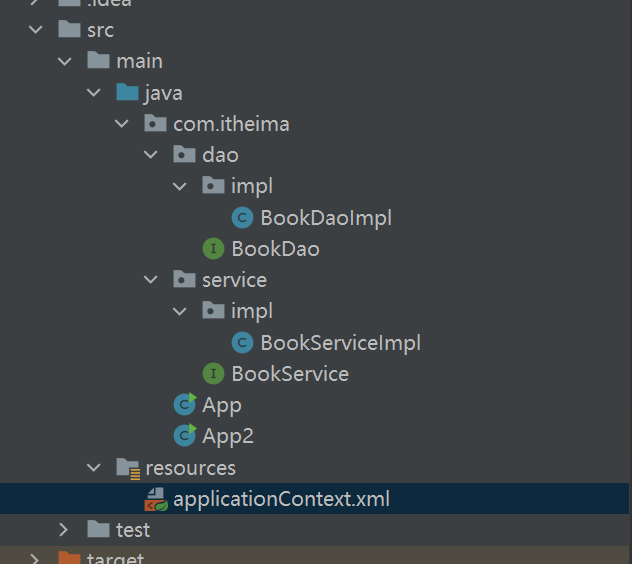 .idea
src
main
java
com.itheima
dao
impl
BookDaoImpl
BookDao
service
impl
BookServiceImpl
BookService
App
App2
resources
applicationContext.xml
test
target